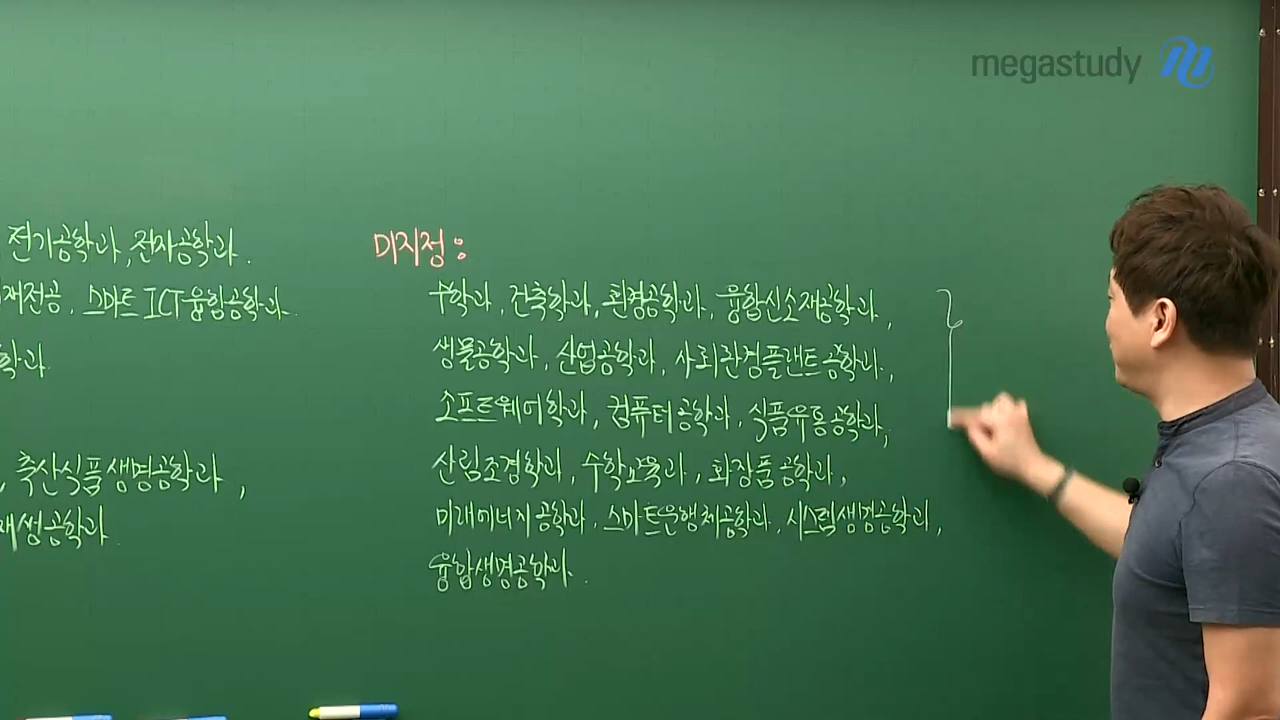 megastudy
전기공학과, 전자공학과.
미지정:
재전공, 스마트ICT융합공학과.
학과
축산식품생명공학과,
재생공학과.
수학과, 건축학과, 환경공학과, 융합신소재공학과,
생물공학과, 산업공학과, 사회환경플랜트공학과,
소프트웨어학과, 컴퓨터공학과, 식품유통공학과,
산림조경학과, 수학교육과, 화장품공학과,
미래에너지공학과, 스마트운행체공학과, 시스템생명공학과,
융합생명공학과.